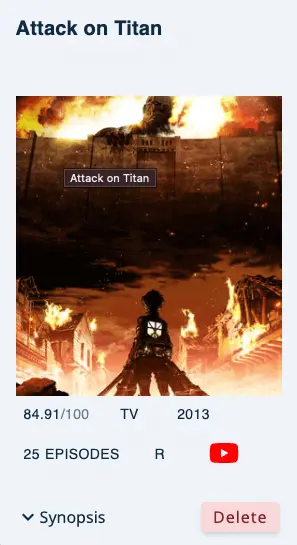 Attack on Titan
Attack on Titan
84.91/100 TV 2013
25 EPISODES R
Synopsis Delete